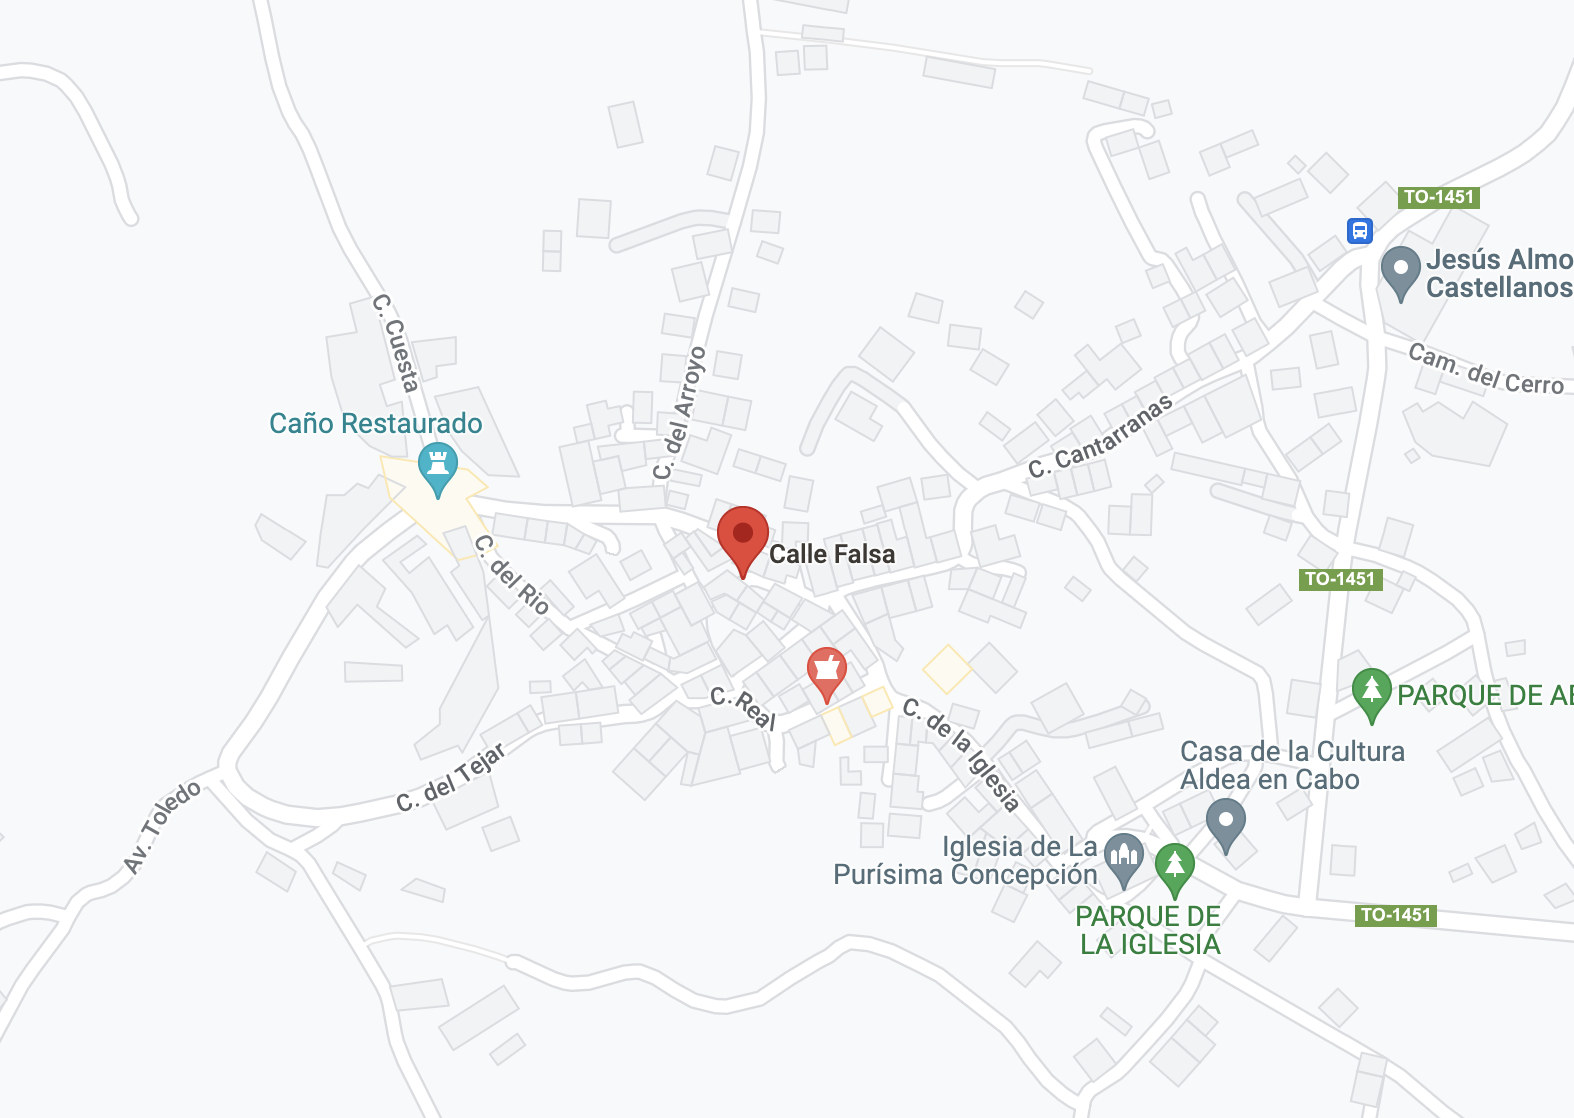 TO-1451
Jesús Almo
Castellanos
C. Cuesta
Cam. del Cerro
C. del Arroyo
Caño Restaurado
C. Cantarranas
Calle Falsa
C. del Rio
TO-1451
C. Real
C. de la Iglesia
PARQUE DE AB
Casa de la Cultura
Aldea en Cabo
C. del Tejar
Av. Toledo
Iglesia de La
Purísima Concepción
PARQUE DE
LA IGLESIA
TO-1451